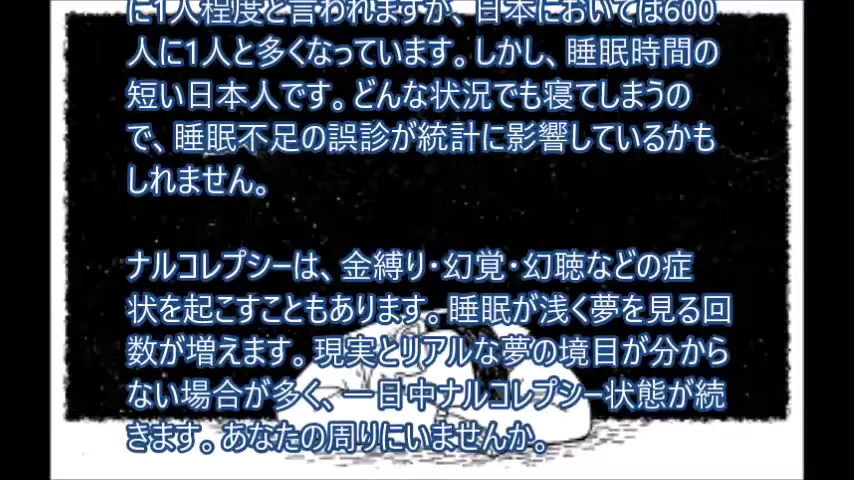 に1人程度と言われますが、日本においては600
人に1人と多くなっています。しかし、睡眠時間の
短い日本人です。どんな状況でも寝てしまうの
で、睡眠不足の誤診が統計に影響しているかも
しれません。
ナルコレプシーは、金縛り・幻覚・幻聴などの症
状を起こすこともあります。睡眠が浅く夢を見る回
数が増えます。現実とリアルな夢の境目が分から
ない場合が多く、一日中ナルコレプシー状態が続
きます。あなたの周りにいませんか。